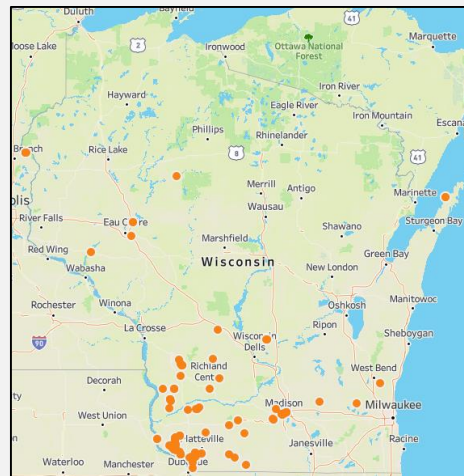 Duluth
Bayfield
41
Marquette
2
Ottawa National
Forest
Moose Lake
Ironwood
Iron River
Hayward
Iron Mountain
Eagle River
Phillips
Rhinelander
Rice Lake
8
41
Merrill
Antigo
Marinette
Wausau
River Falls
Eau Claire
Shawano
Sturgeon Bay
Marshfield
Red Wing
Green Bay
Wabasha
Wisconsin
New London
Manitowoc
Rochester
Winona
Oshkosh
La Crosse
Wisconsin
Dells
Ripon
Sheboygan
90
Richland
West Bend
Decorah
Madison
Milwaukee
West Union
Janesville
Racine
Waterloo
Manchester